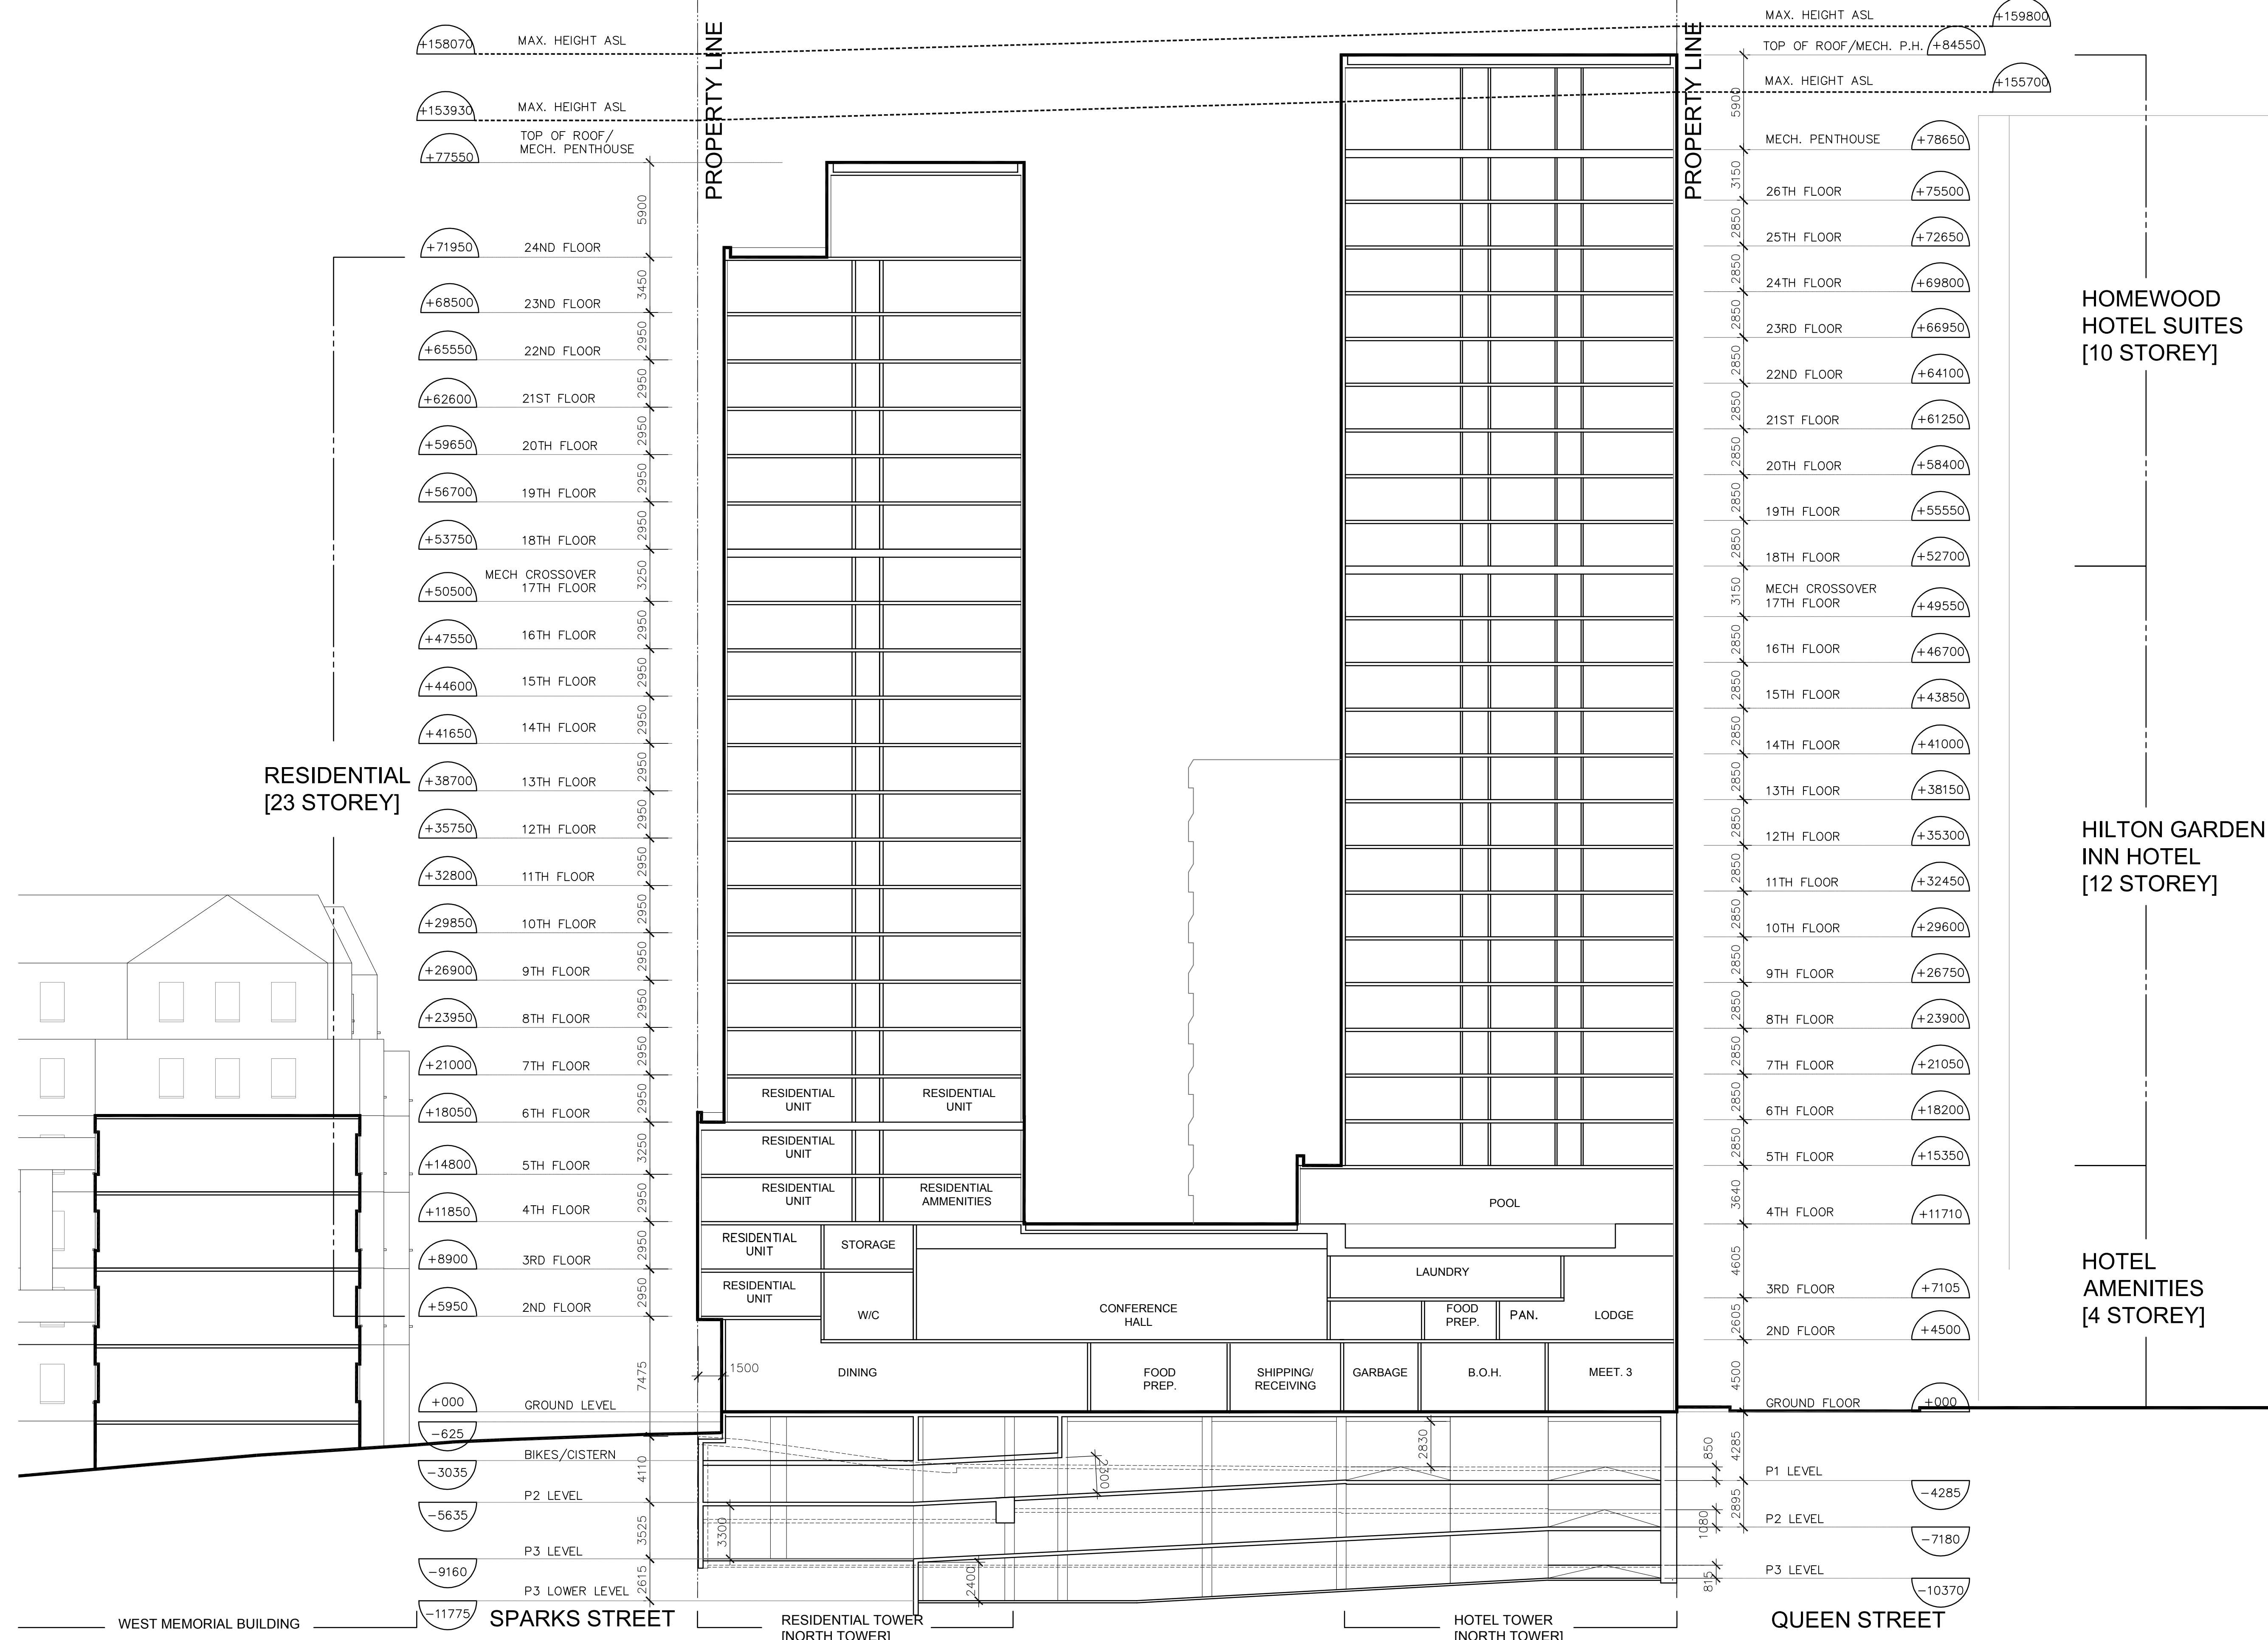 +158070 MAX. HEIGHT ASL
+153930 MAX. HEIGHT ASL
TOP OF ROOF/
MECH. PENTHOUSE
+77550
5900
+71950 24ND FLOOR
3450
+68500 23ND FLOOR
2950
+65550 22ND FLOOR
2950
+62600 21ST FLOOR
2950
+59650 20TH FLOOR
2950
+56700 19TH FLOOR
2950
+53750 18TH FLOOR
3250
MECH CROSSOVER
+50500 17TH FLOOR
2950
+47550 16TH FLOOR
2950
+44600 15TH FLOOR
2950
+41650 14TH FLOOR
2950
+38700 13TH FLOOR
2950
+35750 12TH FLOOR
2950
+32800 11TH FLOOR
2950
+29850 10TH FLOOR
2950
+26900 9TH FLOOR
2950
+23950 8TH FLOOR
2950
+21000 7TH FLOOR
2950
+18050 6TH FLOOR
3250
+14800 5TH FLOOR
2950
+11850 4TH FLOOR
2950
+8900 3RD FLOOR
2950
+5950 2ND FLOOR
7475
+000 GROUND LEVEL
-625
4110
BIKES/CISTERN
-3035
P2 LEVEL
-5635
3525
P3 LEVEL
-9160
2615
P3 LOWER LEVEL
-11775
RESIDENTIAL
[23 STOREY]
WEST MEMORIAL BUILDING
SPARKS STREET
PROPERTY LINE
RESIDENTIAL
UNIT
RESIDENTIAL
UNIT
RESIDENTIAL
UNIT
RESIDENTIAL
UNIT
RESIDENTIAL
AMMENITIES
RESIDENTIAL
UNIT
STORAGE
RESIDENTIAL
UNIT
W/C
CONFERENCE
HALL
POOL
LAUNDRY
FOOD
PREP.
PAN.
LODGE
1500
DINING
FOOD
PREP.
SHIPPING/
RECEIVING
GARBAGE
B.O.H.
MEET. 3
2300
2830
3300
2400
850
1080
815
RESIDENTIAL TOWER
[NORTH TOWER]
HOTEL TOWER
[NORTH TOWER]
QUEEN STREET
PROPERTY LINE
MAX. HEIGHT ASL +159800
TOP OF ROOF/MECH. P.H. +84550
MAX. HEIGHT ASL +155700
5900
MECH. PENTHOUSE +78650
3150
26TH FLOOR +75500
2850
25TH FLOOR +72650
2850
24TH FLOOR +69800
2850
23RD FLOOR +66950
2850
22ND FLOOR +64100
2850
21ST FLOOR +61250
2850
20TH FLOOR +58400
2850
19TH FLOOR +55550
2850
18TH FLOOR +52700
3150
MECH CROSSOVER
17TH FLOOR +49550
2850
16TH FLOOR +46700
2850
15TH FLOOR +43850
2850
14TH FLOOR +41000
2850
13TH FLOOR +38150
2850
12TH FLOOR +35300
2850
11TH FLOOR +32450
2850
10TH FLOOR +29600
2850
9TH FLOOR +26750
2850
8TH FLOOR +23900
2850
7TH FLOOR +21050
2850
6TH FLOOR +18200
2850
5TH FLOOR +15350
3640
4TH FLOOR +11710
4605
3RD FLOOR +7105
2605
2ND FLOOR +4500
4500
GROUND FLOOR +000
4285
P1 LEVEL
-4285
2895
P2 LEVEL
-7180
P3 LEVEL
-10370
HOMEWOOD
HOTEL SUITES
[10 STOREY]
HILTON GARDEN
INN HOTEL
[12 STOREY]
HOTEL
AMENITIES
[4 STOREY]